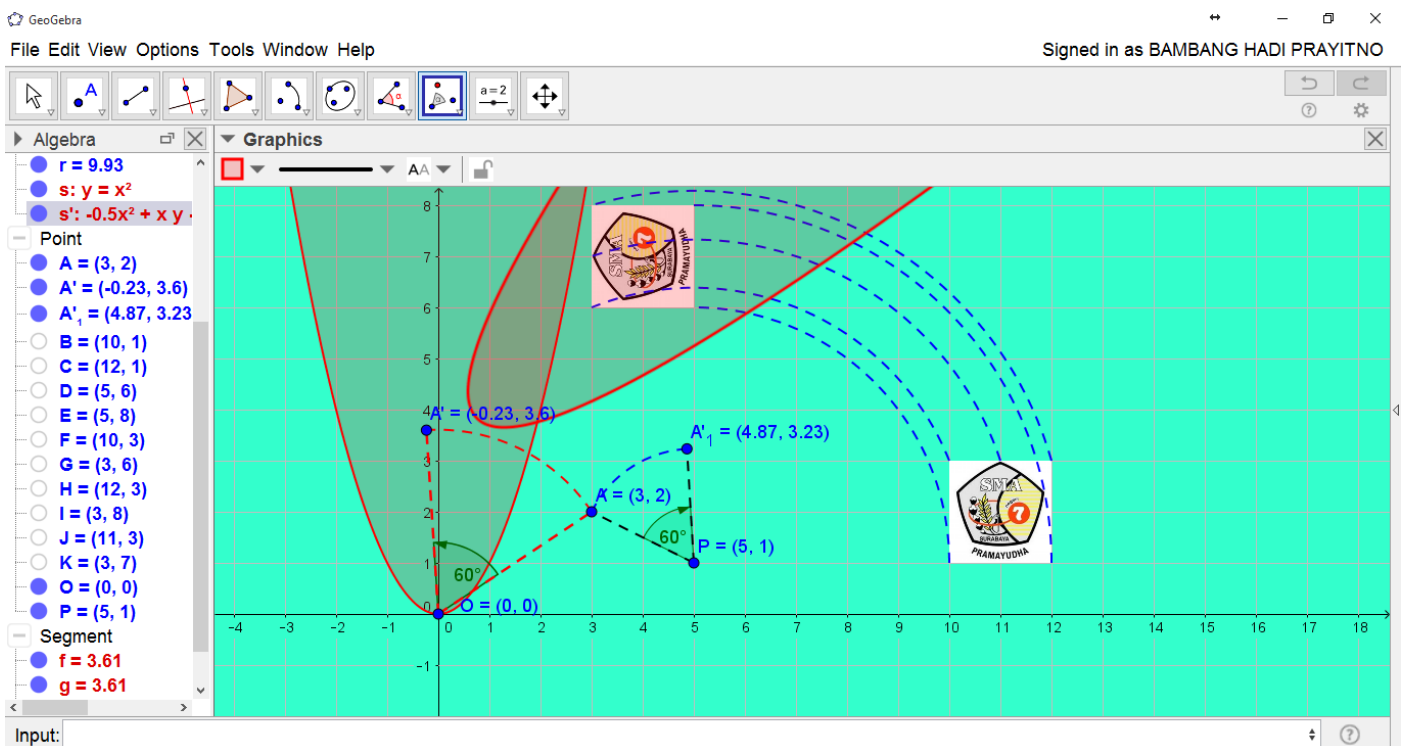 GeoGebra
File Edit View Options Tools Window Help
Signed in as BAMBANG HADI PRAYITNO
A
α
a = 2
Algebra
Graphics
AA
r = 9.93
s: y = x²
s': -0.5x² + x y -
Point
A = (3, 2)
A' = (-0.23, 3.6)
A'₁ = (4.87, 3.23
B = (10, 1)
C = (12, 1)
D = (5, 6)
E = (5, 8)
F = (10, 3)
G = (3, 6)
H = (12, 3)
I = (3, 8)
J = (11, 3)
K = (3, 7)
O = (0, 0)
P = (5, 1)
Segment
f = 3.61
g = 3.61
8
7
6
5
4
3
2
1
0
-1
-4 -3 -2 -1 0 1 2 3 4 5 6 7 8 9 10 11 12 13 14 15 16 17 18
SMA
7
SURABAYA
PRAMAYUDHA
A' = (-0.23, 3.6)
A'₁ = (4.87, 3.23)
A = (3, 2)
60°
P = (5, 1)
60°
O = (0, 0)
SMA
7
SURABAYA
PRAMAYUDHA
Input: